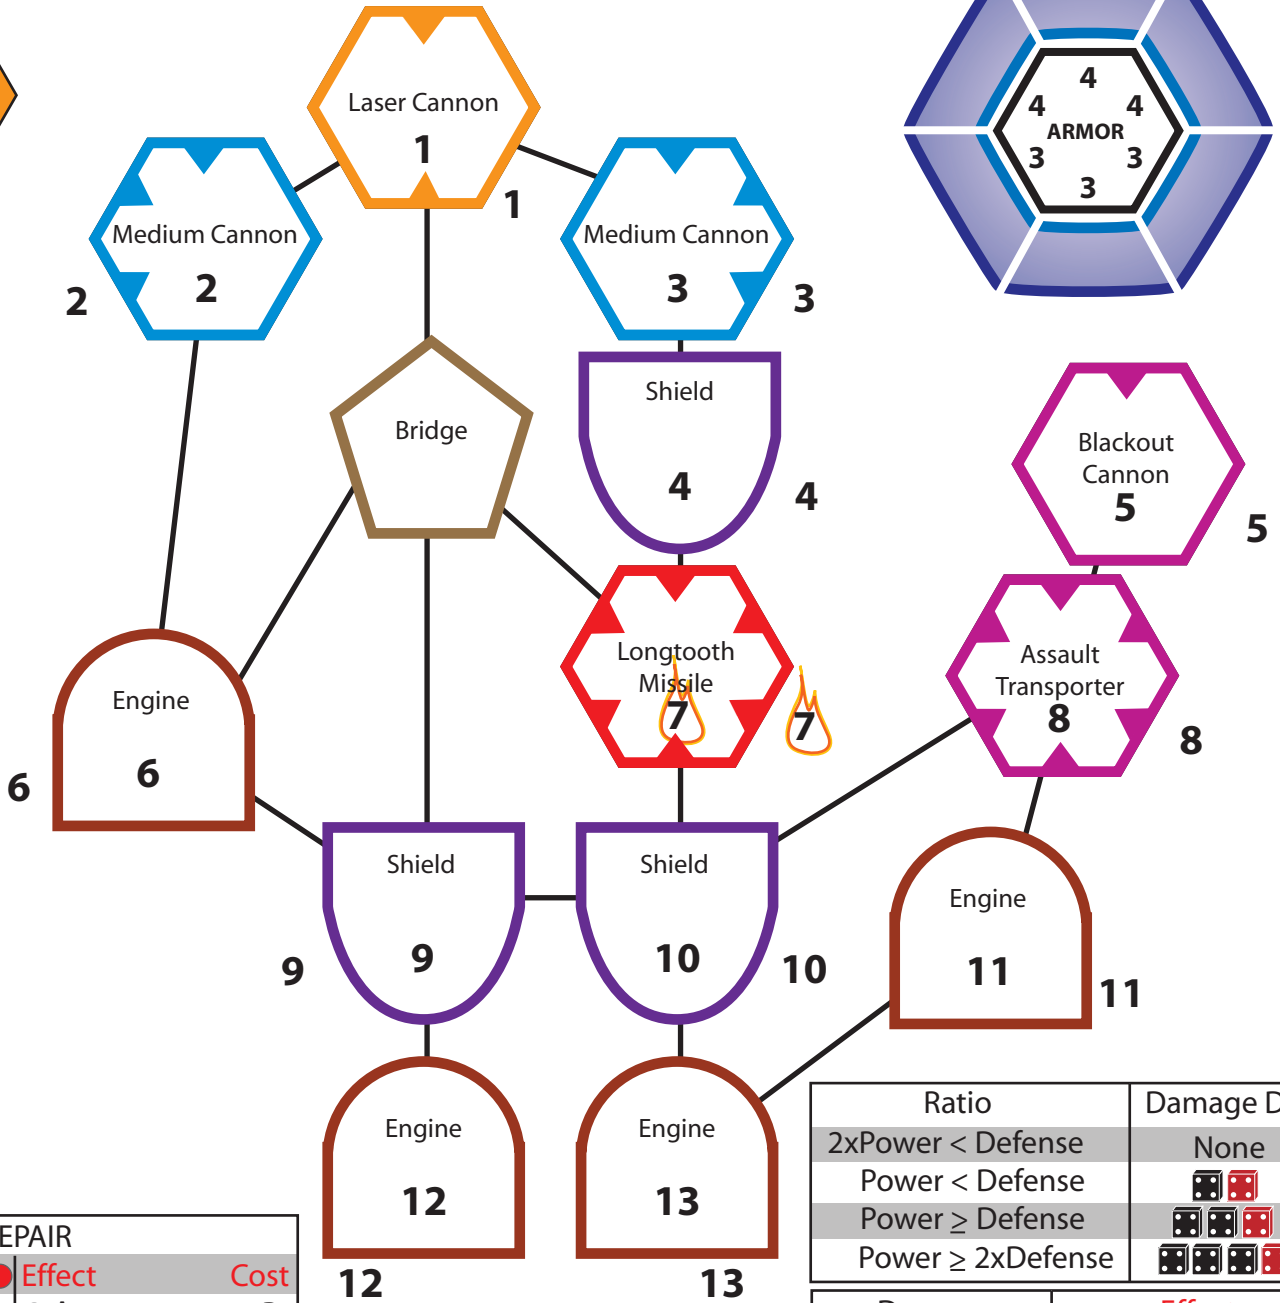 Laser Cannon
1
1
4
4
4
ARMOR
3
3
3
Medium Cannon
2
2
Medium Cannon
3
3
Bridge
Shield
4
4
Blackout
Cannon
5
5
Longtooth
Missile
7
7
Assault
Transporter
8
8
Engine
6
6
Shield
9
9
Shield
10
10
Engine
11
11
Engine
12
12
Engine
13
13
Ratio Damage D
2xPower < Defense None
Power < Defense
Power ≥ Defense
Power ≥ 2xDefense
EPAIR
Effect Cost